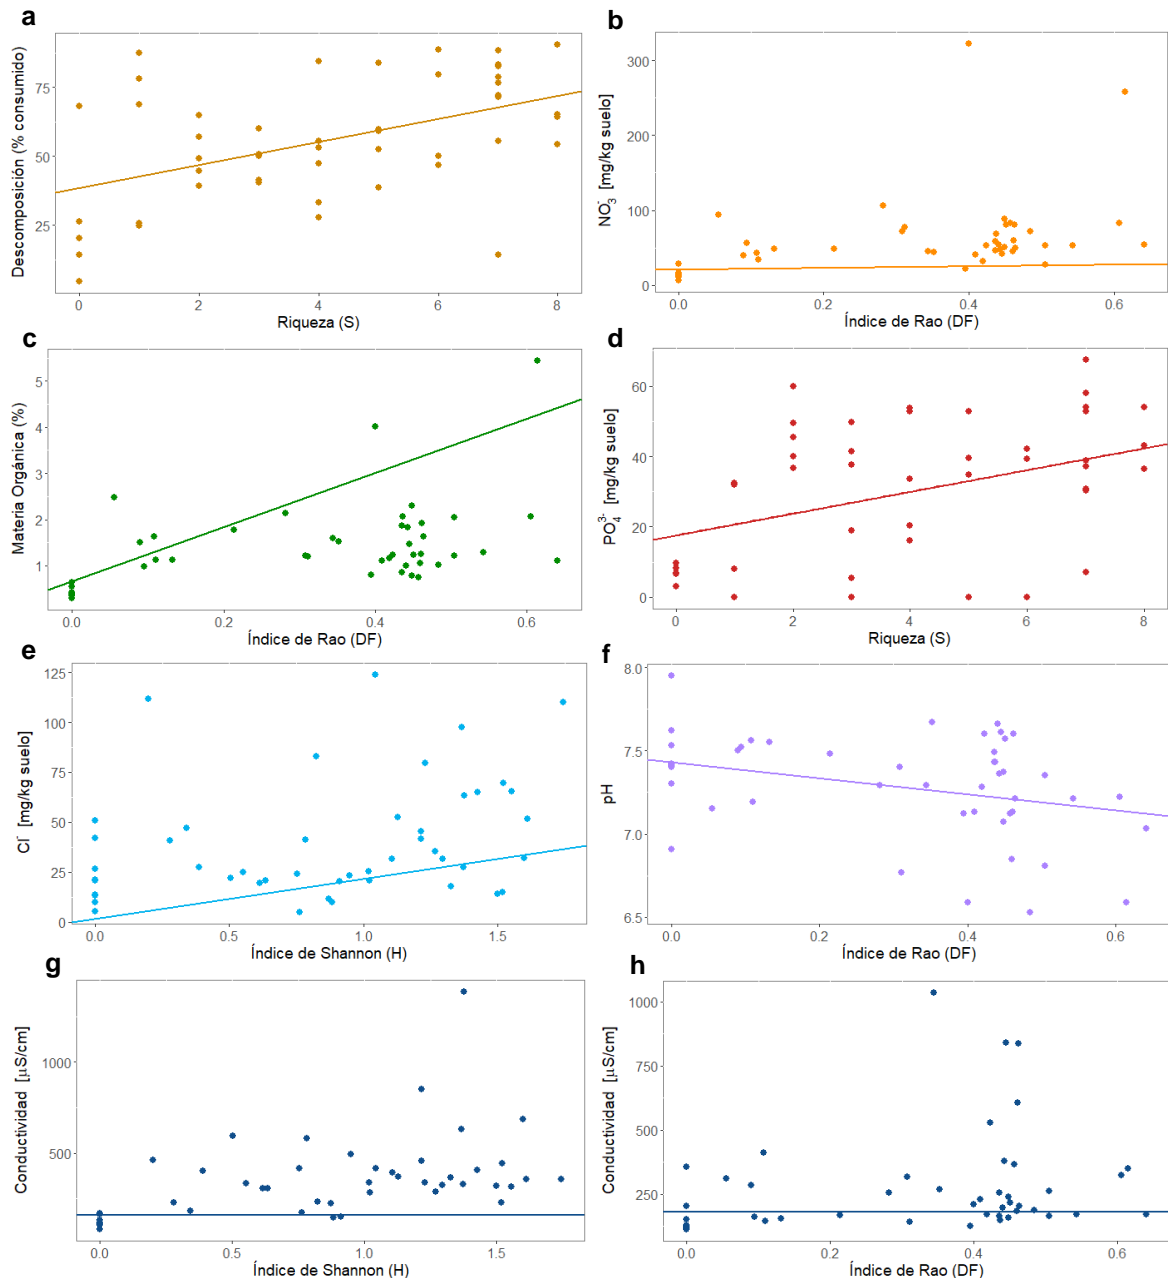 a
Descomposición (% consumido)
75
50
25
0 2 4 6 8
Riqueza (S)
b
NO₃⁻ [mg/kg suelo]
300
200
100
0
0.0 0.2 0.4 0.6
Índice de Rao (DF)
c
Materia Orgánica (%)
5
4
3
2
1
0.0 0.2 0.4 0.6
Índice de Rao (DF)
d
PO₄³⁻ [mg/kg suelo]
60
40
20
0
0 2 4 6 8
Riqueza (S)
e
Cl⁻ [mg/kg suelo]
125
100
75
50
25
0
0.0 0.5 1.0 1.5
Índice de Shannon (H)
f
pH
8.0
7.5
7.0
6.5
0.0 0.2 0.4 0.6
Índice de Rao (DF)
g
Conductividad [µS/cm]
1000
500
0.0 0.5 1.0 1.5
Índice de Shannon (H)
h
Conductividad [µS/cm]
1000
750
500
250
0.0 0.2 0.4 0.6
Índice de Rao (DF)